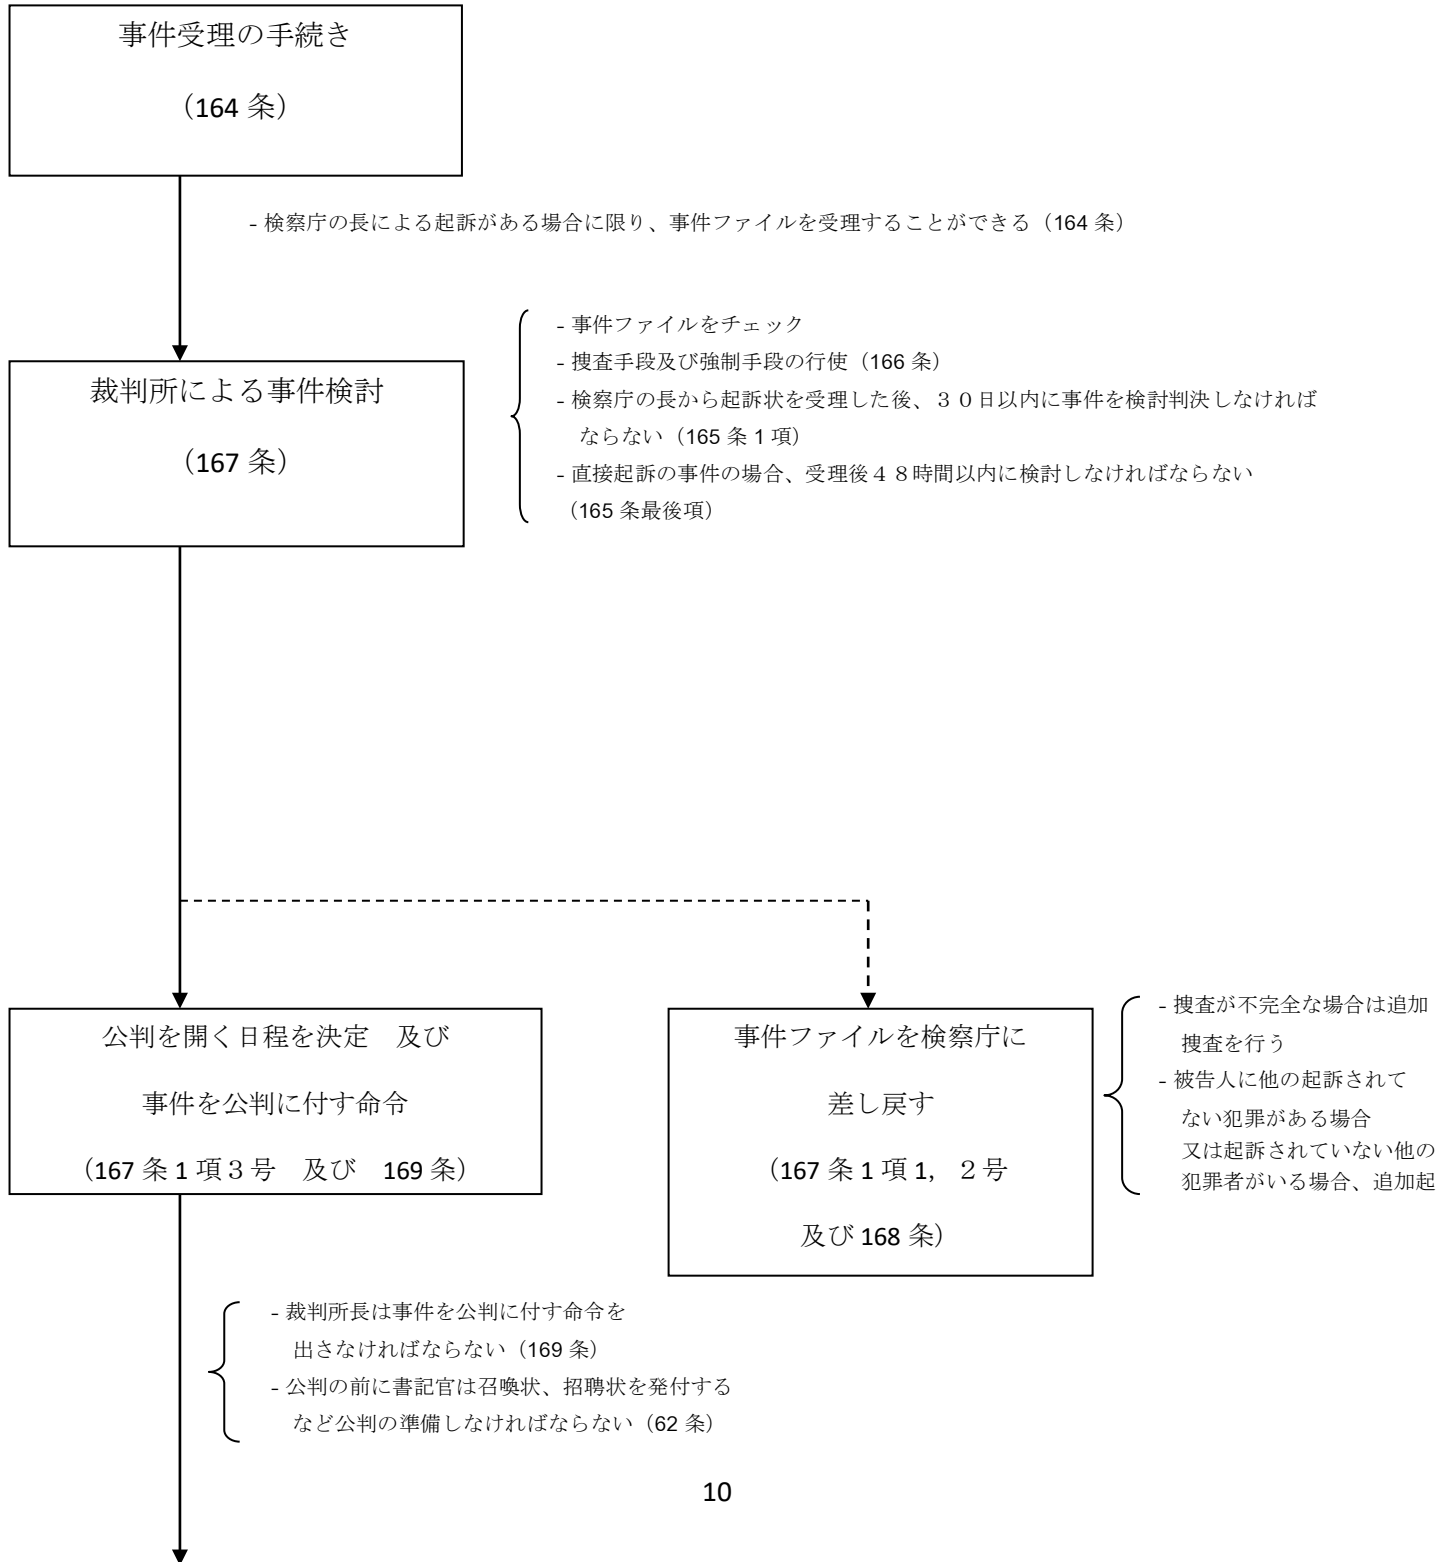 事件受理の手続き
（164 条）
- 検察庁の長による起訴がある場合に限り、事件ファイルを受理することができる（164 条）
裁判所による事件検討
（167 条）
- 事件ファイルをチェック
- 捜査手段及び強制手段の行使（166 条）
- 検察庁の長から起訴状を受理した後、３０日以内に事件を検討判決しなければ
ならない（165 条 1 項）
- 直接起訴の事件の場合、受理後４８時間以内に検討しなければならない
（165 条最後項）
公判を開く日程を決定　及び
事件を公判に付す命令
（167 条 1 項３号　及び　169 条）
事件ファイルを検察庁に
差し戻す
（167 条 1 項 1，２号
及び 168 条）
- 捜査が不完全な場合は追加
捜査を行う
- 被告人に他の起訴されて
ない犯罪がある場合
又は起訴されていない他の
犯罪者がいる場合、追加起
- 裁判所長は事件を公判に付す命令を
出さなければならない（169 条）
- 公判の前に書記官は召喚状、招聘状を発付する
など公判の準備しなければならない（62 条）
10